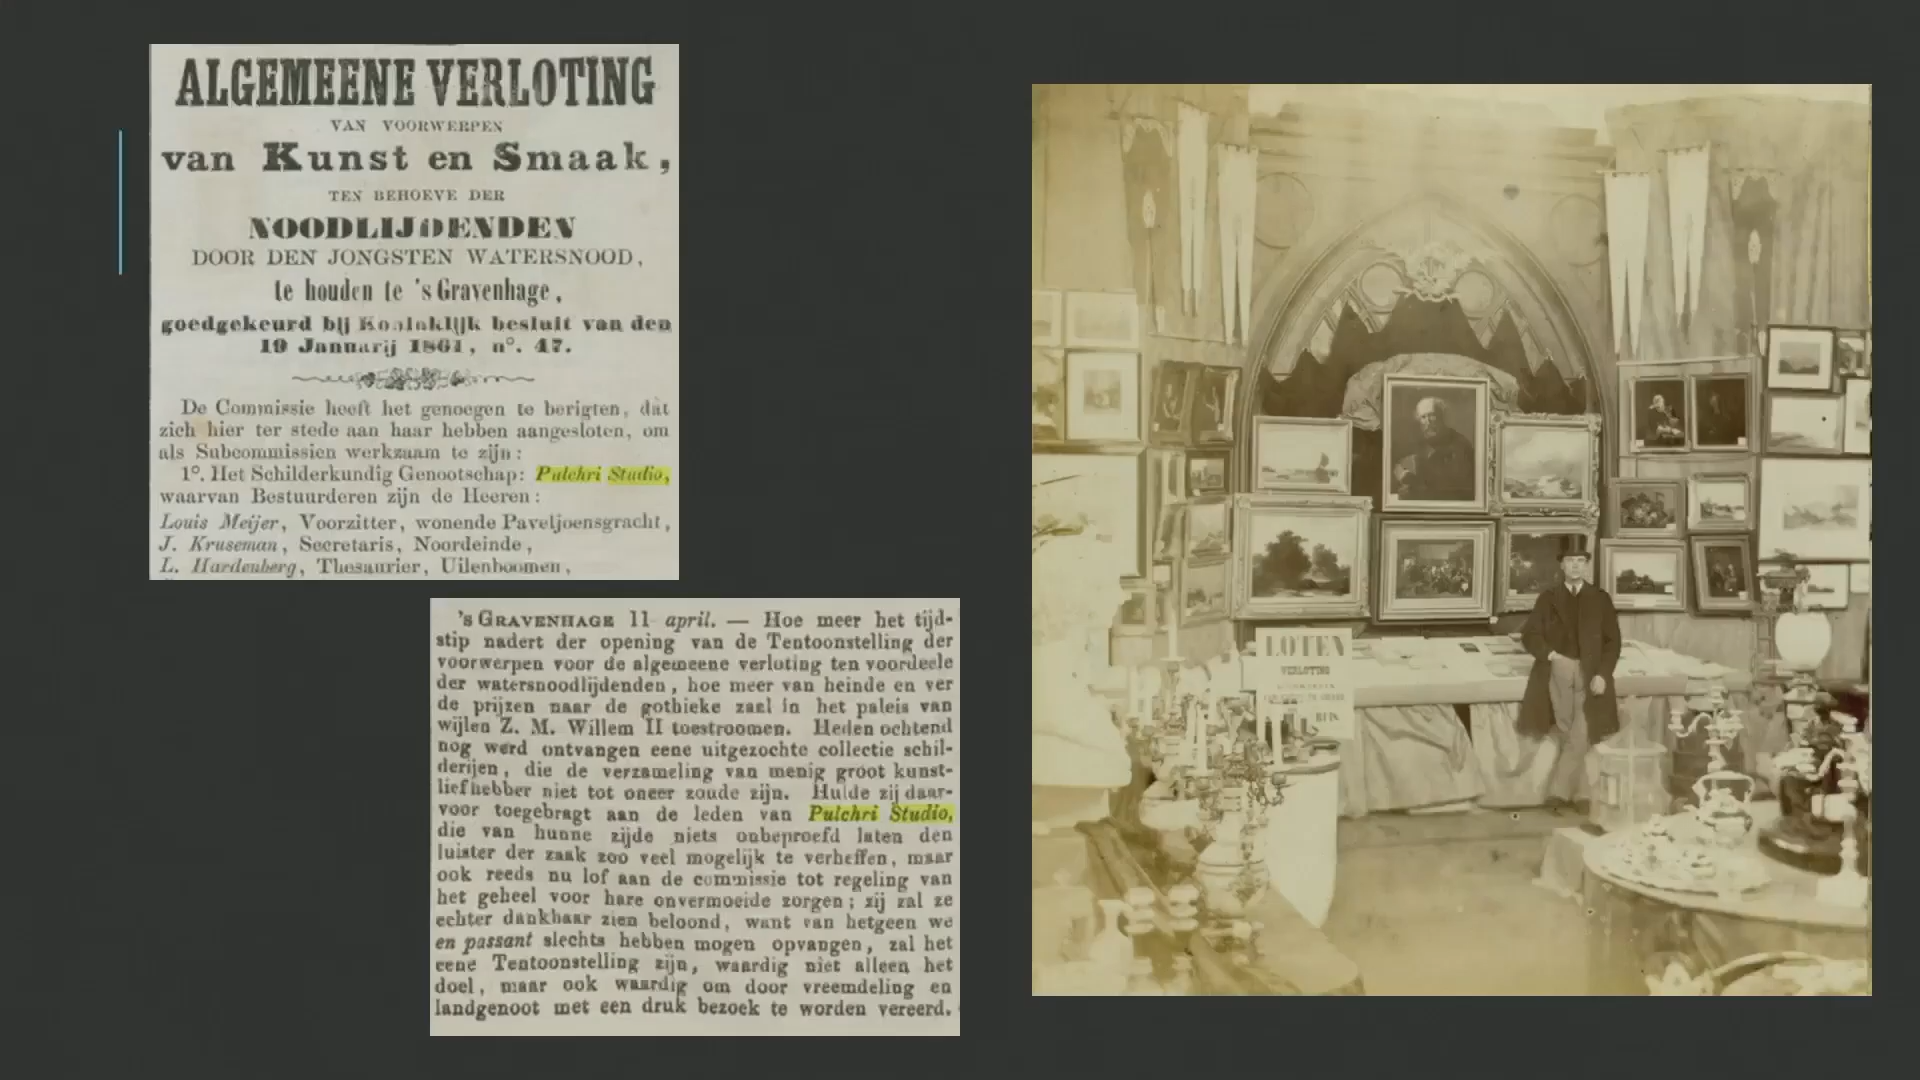 ALGEMEENE VERLOTING
VAN VOORWERPEN
van Kunst en Smaak,
TEN BEHOEVE DER
NOODLIJDENDEN
DOOR DEN JONGSTEN WATERSNOOD,
te houden te 's Gravenhage,
goedgekeurd bij Koninklijk besluit van den
19 Januarij 1861, n°. 47.
De Commissie heeft het genoegen te berigten, dat
zich hier ter stede aan haar hebben aangesloten, om
als Subcommissien werkzaam te zijn:
1°. Het Schilderkundig Genootschap: Pulchri Studio,
waarvan Bestuurderen zijn de Heeren:
Louis Meijer, Voorzitter, wonende Paveljoensgracht,
J. Kruseman, Secretaris, Noordeinde,
L. Hardenberg, Thesaurier, Uilenboomen,
'sGRAVENHAGE 11 april. — Hoe meer het tijd-
stip nadert der opening van de Tentoonstelling der
voorwerpen voor de algemeene verloting ten voordeele
der watersnoodlijdenden, hoe meer van heinde en ver
de prijzen naar de gothieke zaal in het paleis van
wijlen Z. M. Willem II toestroomen. Heden ochtend
nog werd ontvangen eene uitgezochte collectie schil-
derijen, die de verzameling van menig groot kunst-
liefhebber niet tot oneer zoude zijn. Hulde zij daar-
voor toegebragt aan de leden van Pulchri Studio,
die van hunne zijde niets onbeproefd laten den
luister der zaak zoo veel mogelijk te verheffen, maar
ook reeds nu lof aan de commissie tot regeling van
het geheel voor hare onvermoeide zorgen; zij zal ze
echter dankbaar zien beloond, want van hetgeen we
en passant slechts hebben mogen opvangen, zal het
eene Tentoonstelling zijn, waardig niet alleen het
doel, maar ook waardig om door vreemdeling en
landgenoot met een druk bezoek te worden vereerd.
LOTEN
VERLOTING